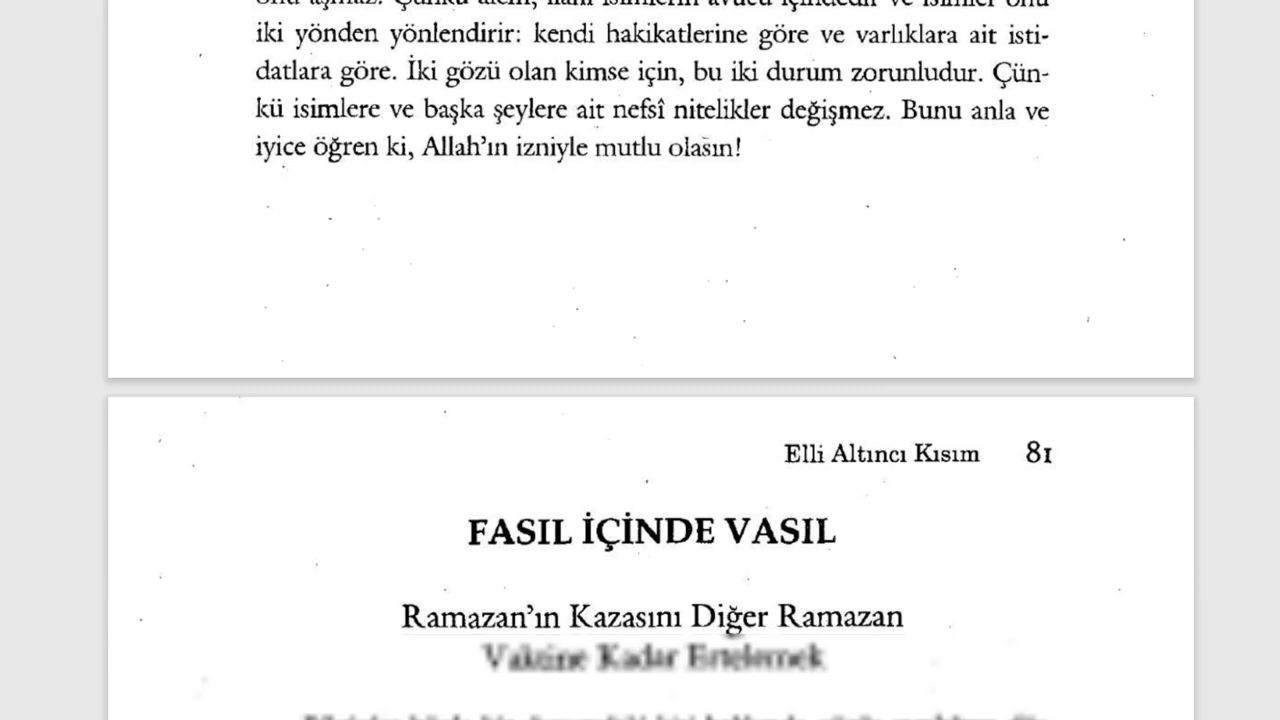 iki yönden yönlendirir: kendi hakikatlerine göre ve varlıklara ait isti-
datlara göre. İki gözü olan kimse için, bu iki durum zorunludur. Çün-
kü isimlere ve başka şeylere ait nefsî nitelikler değişmez. Bunu anla ve
iyice öğren ki, Allah'ın izniyle mutlu olasın!
Elli Altıncı Kısım 81
FASIL İÇİNDE VASIL
Ramazan'ın Kazasını Diğer Ramazan
Vaktine Kadar Ertelemek